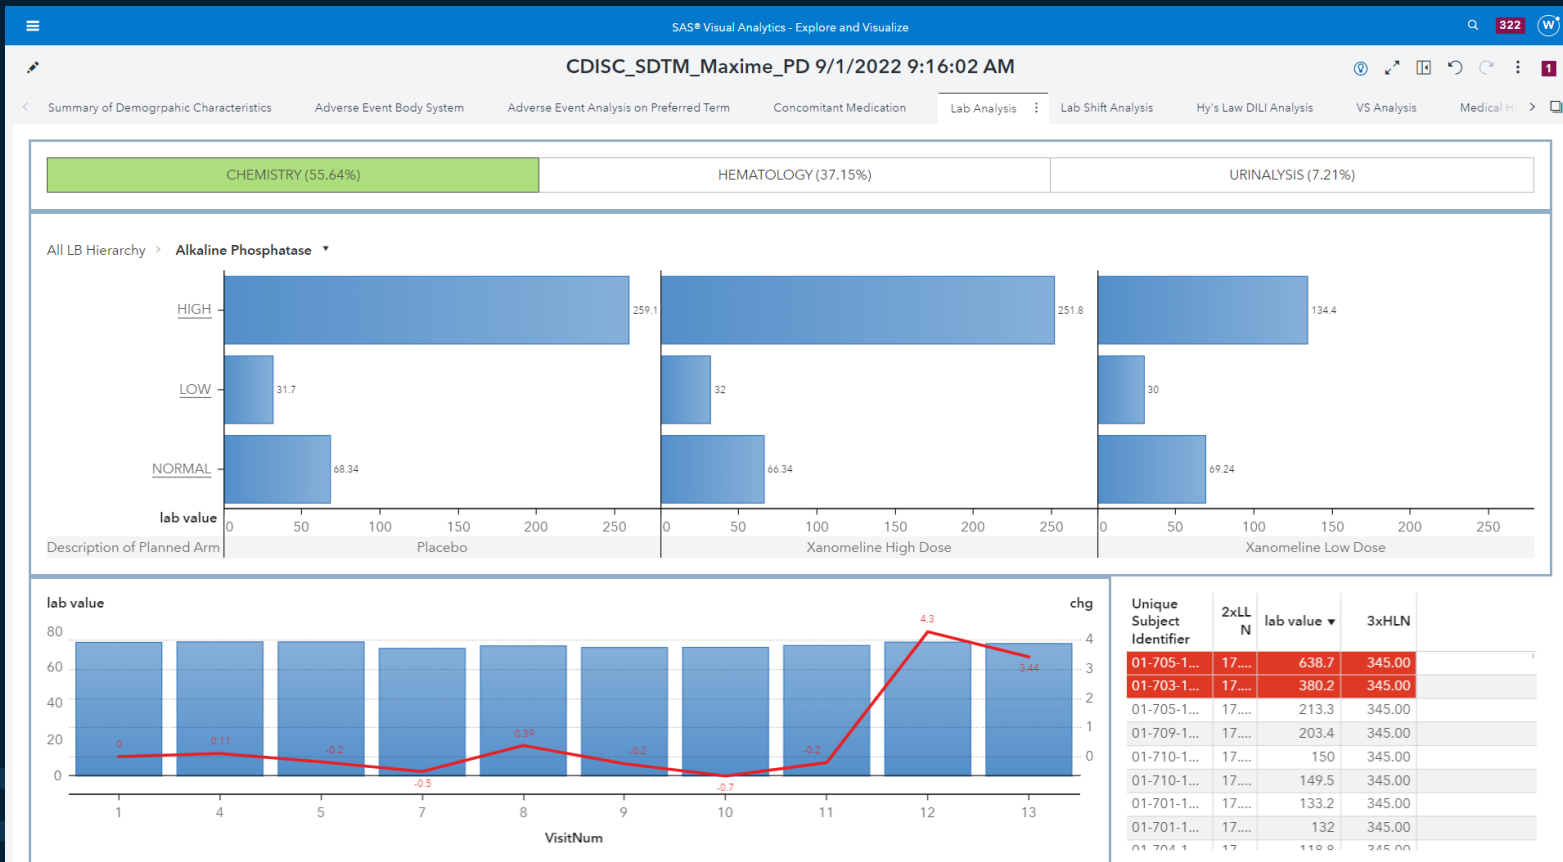 SAS® Visual Analytics - Explore and Visualize
322
W
CDISC_SDTM_Maxime_PD 9/1/2022 9:16:02 AM
1
Summary of Demogrpahic Characteristics
Adverse Event Body System
Adverse Event Analysis on Preferred Term
Concomitant Medication
Lab Analysis
Lab Shift Analysis
Hy's Law DILI Analysis
VS Analysis
Medical Hi
CHEMISTRY (55.64%)
HEMATOLOGY (37.15%)
URINALYSIS (7.21%)
All LB Hierarchy > Alkaline Phosphatase
HIGH
259.1
251.8
134.4
LOW
31.7
32
30
NORMAL
68.34
66.34
69.24
lab value
0 50 100 150 200 250
0 50 100 150 200 250
0 50 100 150 200 250
Description of Planned Arm
Placebo
Xanomeline High Dose
Xanomeline Low Dose
lab value
chg
80
60
40
20
0
4
3
2
1
0
0
0.11
-0.2
-0.5
0.39
-0.2
-0.7
-0.2
4.3
3.44
1 4 5 7 8 9 10 11 12 13
VisitNum
Unique Subject Identifier
2xLLN
lab value
3xHLN
01-705-1... 17.... 638.7 345.00
01-703-1... 17.... 380.2 345.00
01-705-1... 17.... 213.3 345.00
01-709-1... 17.... 203.4 345.00
01-710-1... 17.... 150 345.00
01-710-1... 17.... 149.5 345.00
01-701-1... 17.... 133.2 345.00
01-701-1... 17.... 132 345.00
01-704-1 17 118.8 345.00